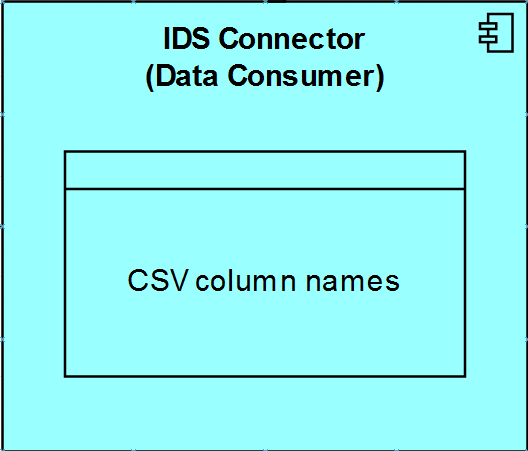 IDS Connector
(Data Consumer)
CSV column names